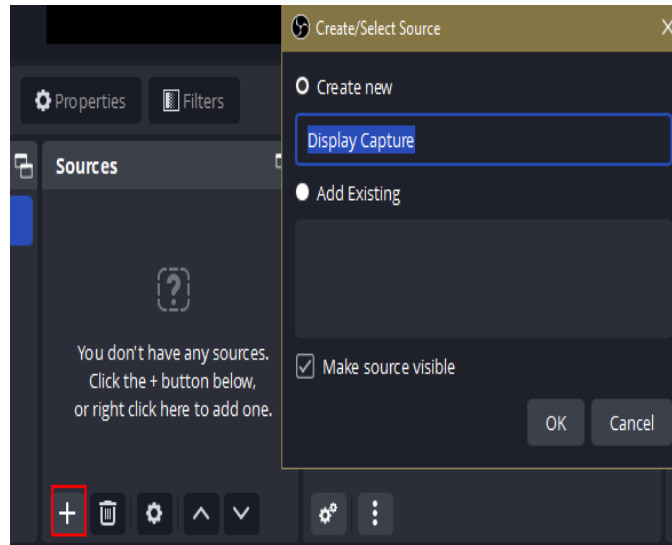 Create/Select Source
Create new
Properties
Filters
Display Capture
Sources
Add Existing
You don't have any sources.
Click the + button below,
or right click here to add one.
Make source visible
OK
Cancel